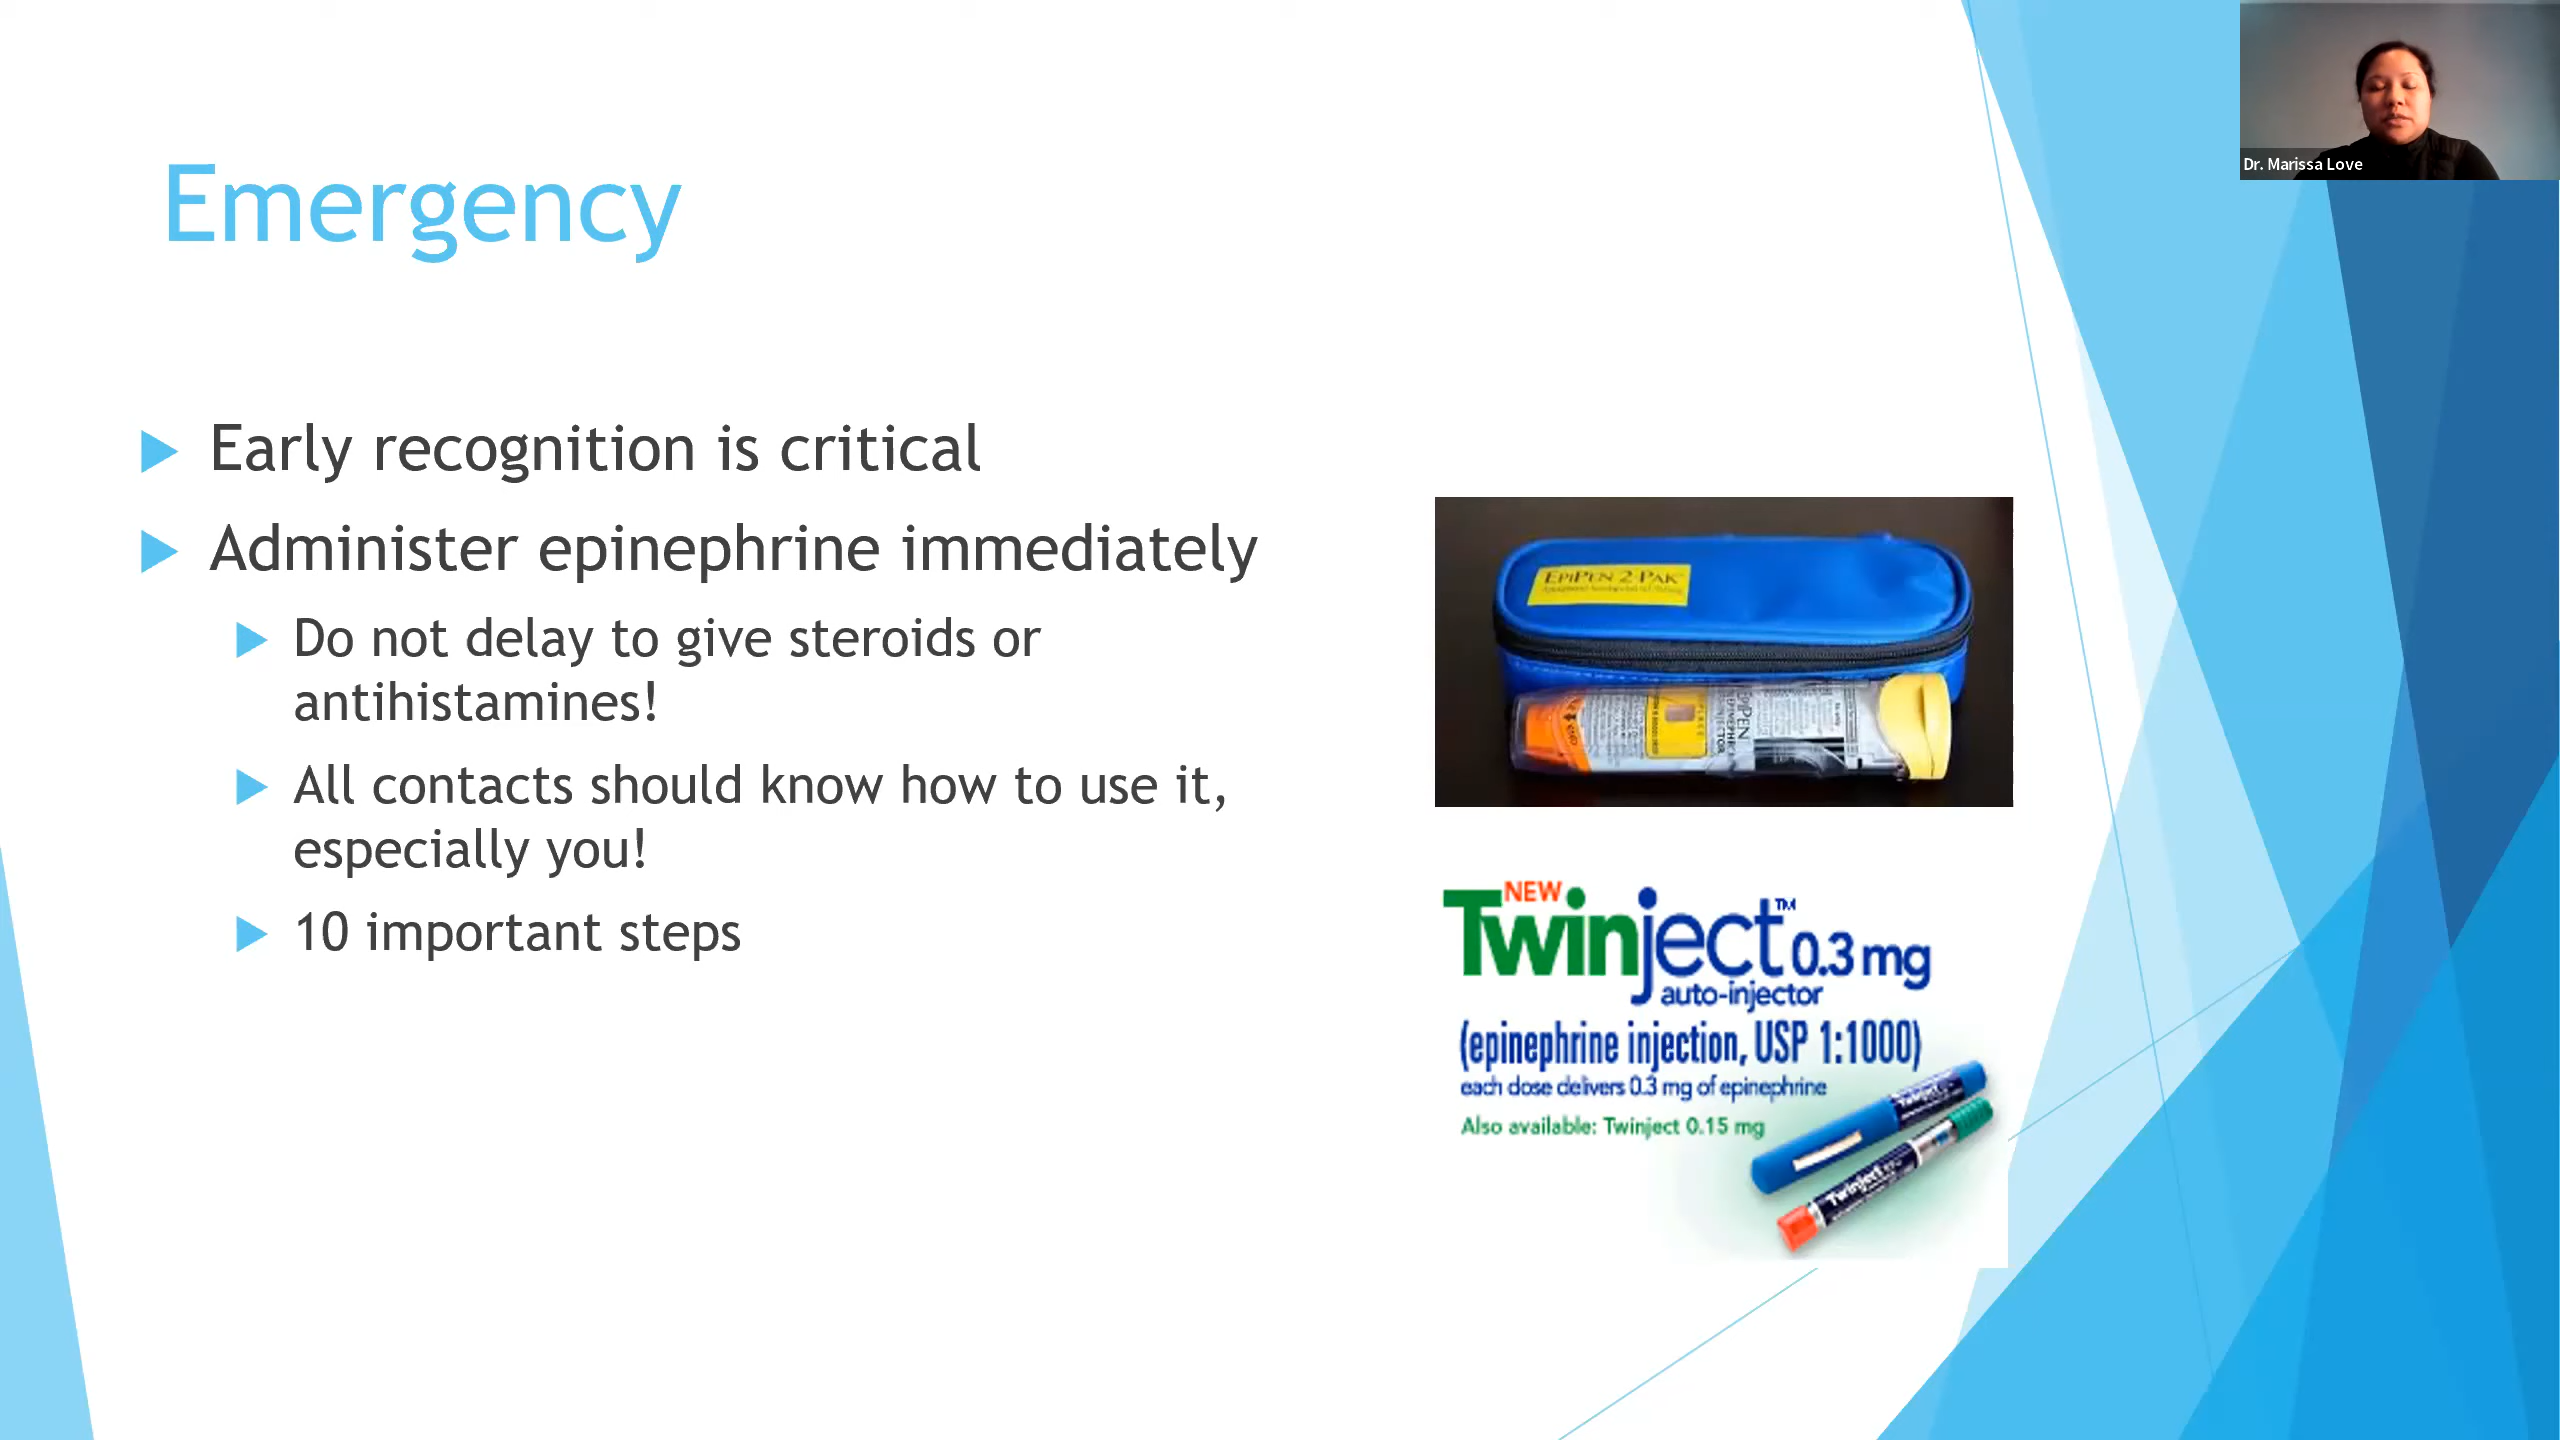 Dr. Marissa Love
Emergency
Early recognition is critical
Administer epinephrine immediately
Do not delay to give steroids or
antihistamines!
All contacts should know how to use it,
especially you!
10 important steps
EPIPEN 2 PAK
NEW
Twinject™ 0.3 mg
auto-injector
(epinephrine injection, USP 1:1000)
each dose delivers 0.3 mg of epinephrine
Also available: Twinject 0.15 mg
Twinject
Twinject